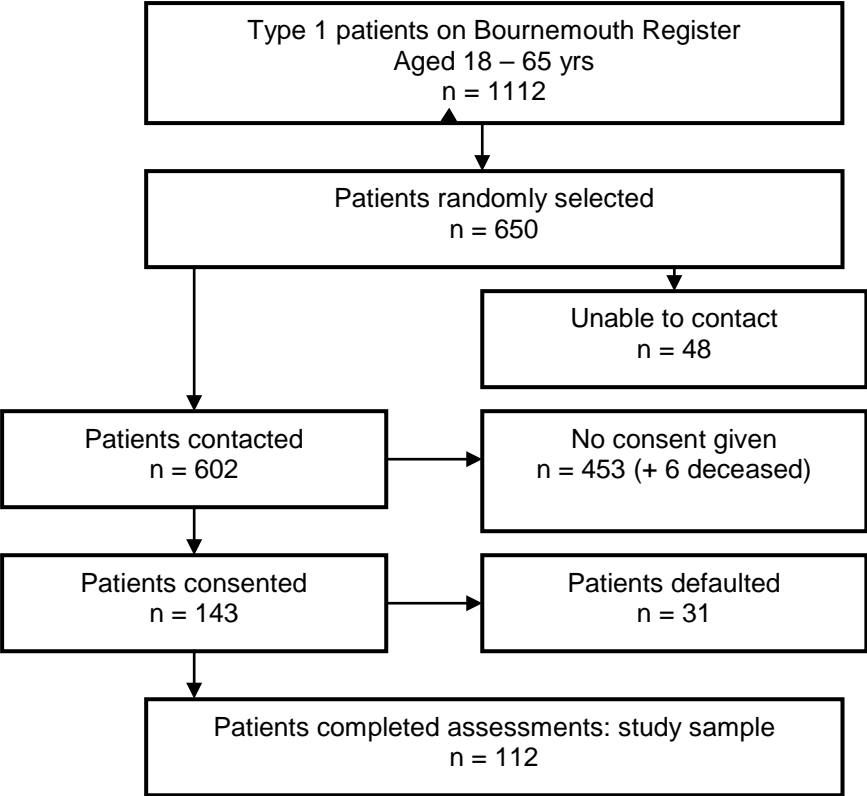 Type 1 patients on Bournemouth Register
Aged 18 – 65 yrs
n = 1112
Patients randomly selected
n = 650
Unable to contact
n = 48
Patients contacted
n = 602
No consent given
n = 453 (+ 6 deceased)
Patients consented
n = 143
Patients defaulted
n = 31
Patients completed assessments: study sample
n = 112